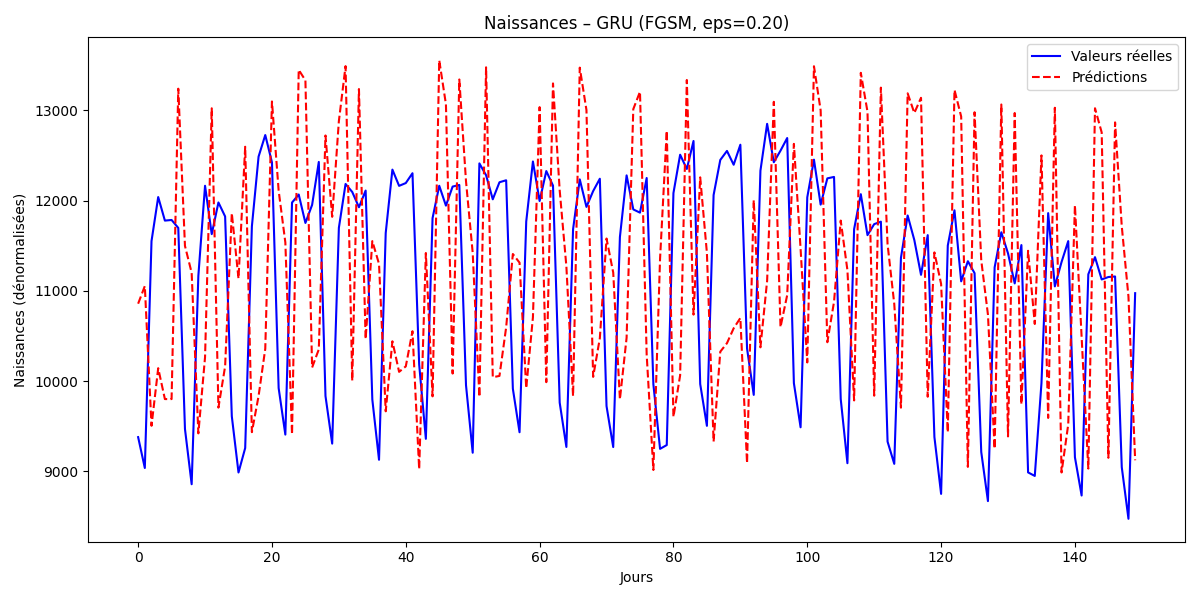 Naissances – GRU (FGSM, eps=0.20)
Valeurs réelles
Prédictions
Naissances (dénormalisées)
13000
12000
11000
10000
9000
0 20 40 60 80 100 120 140
Jours